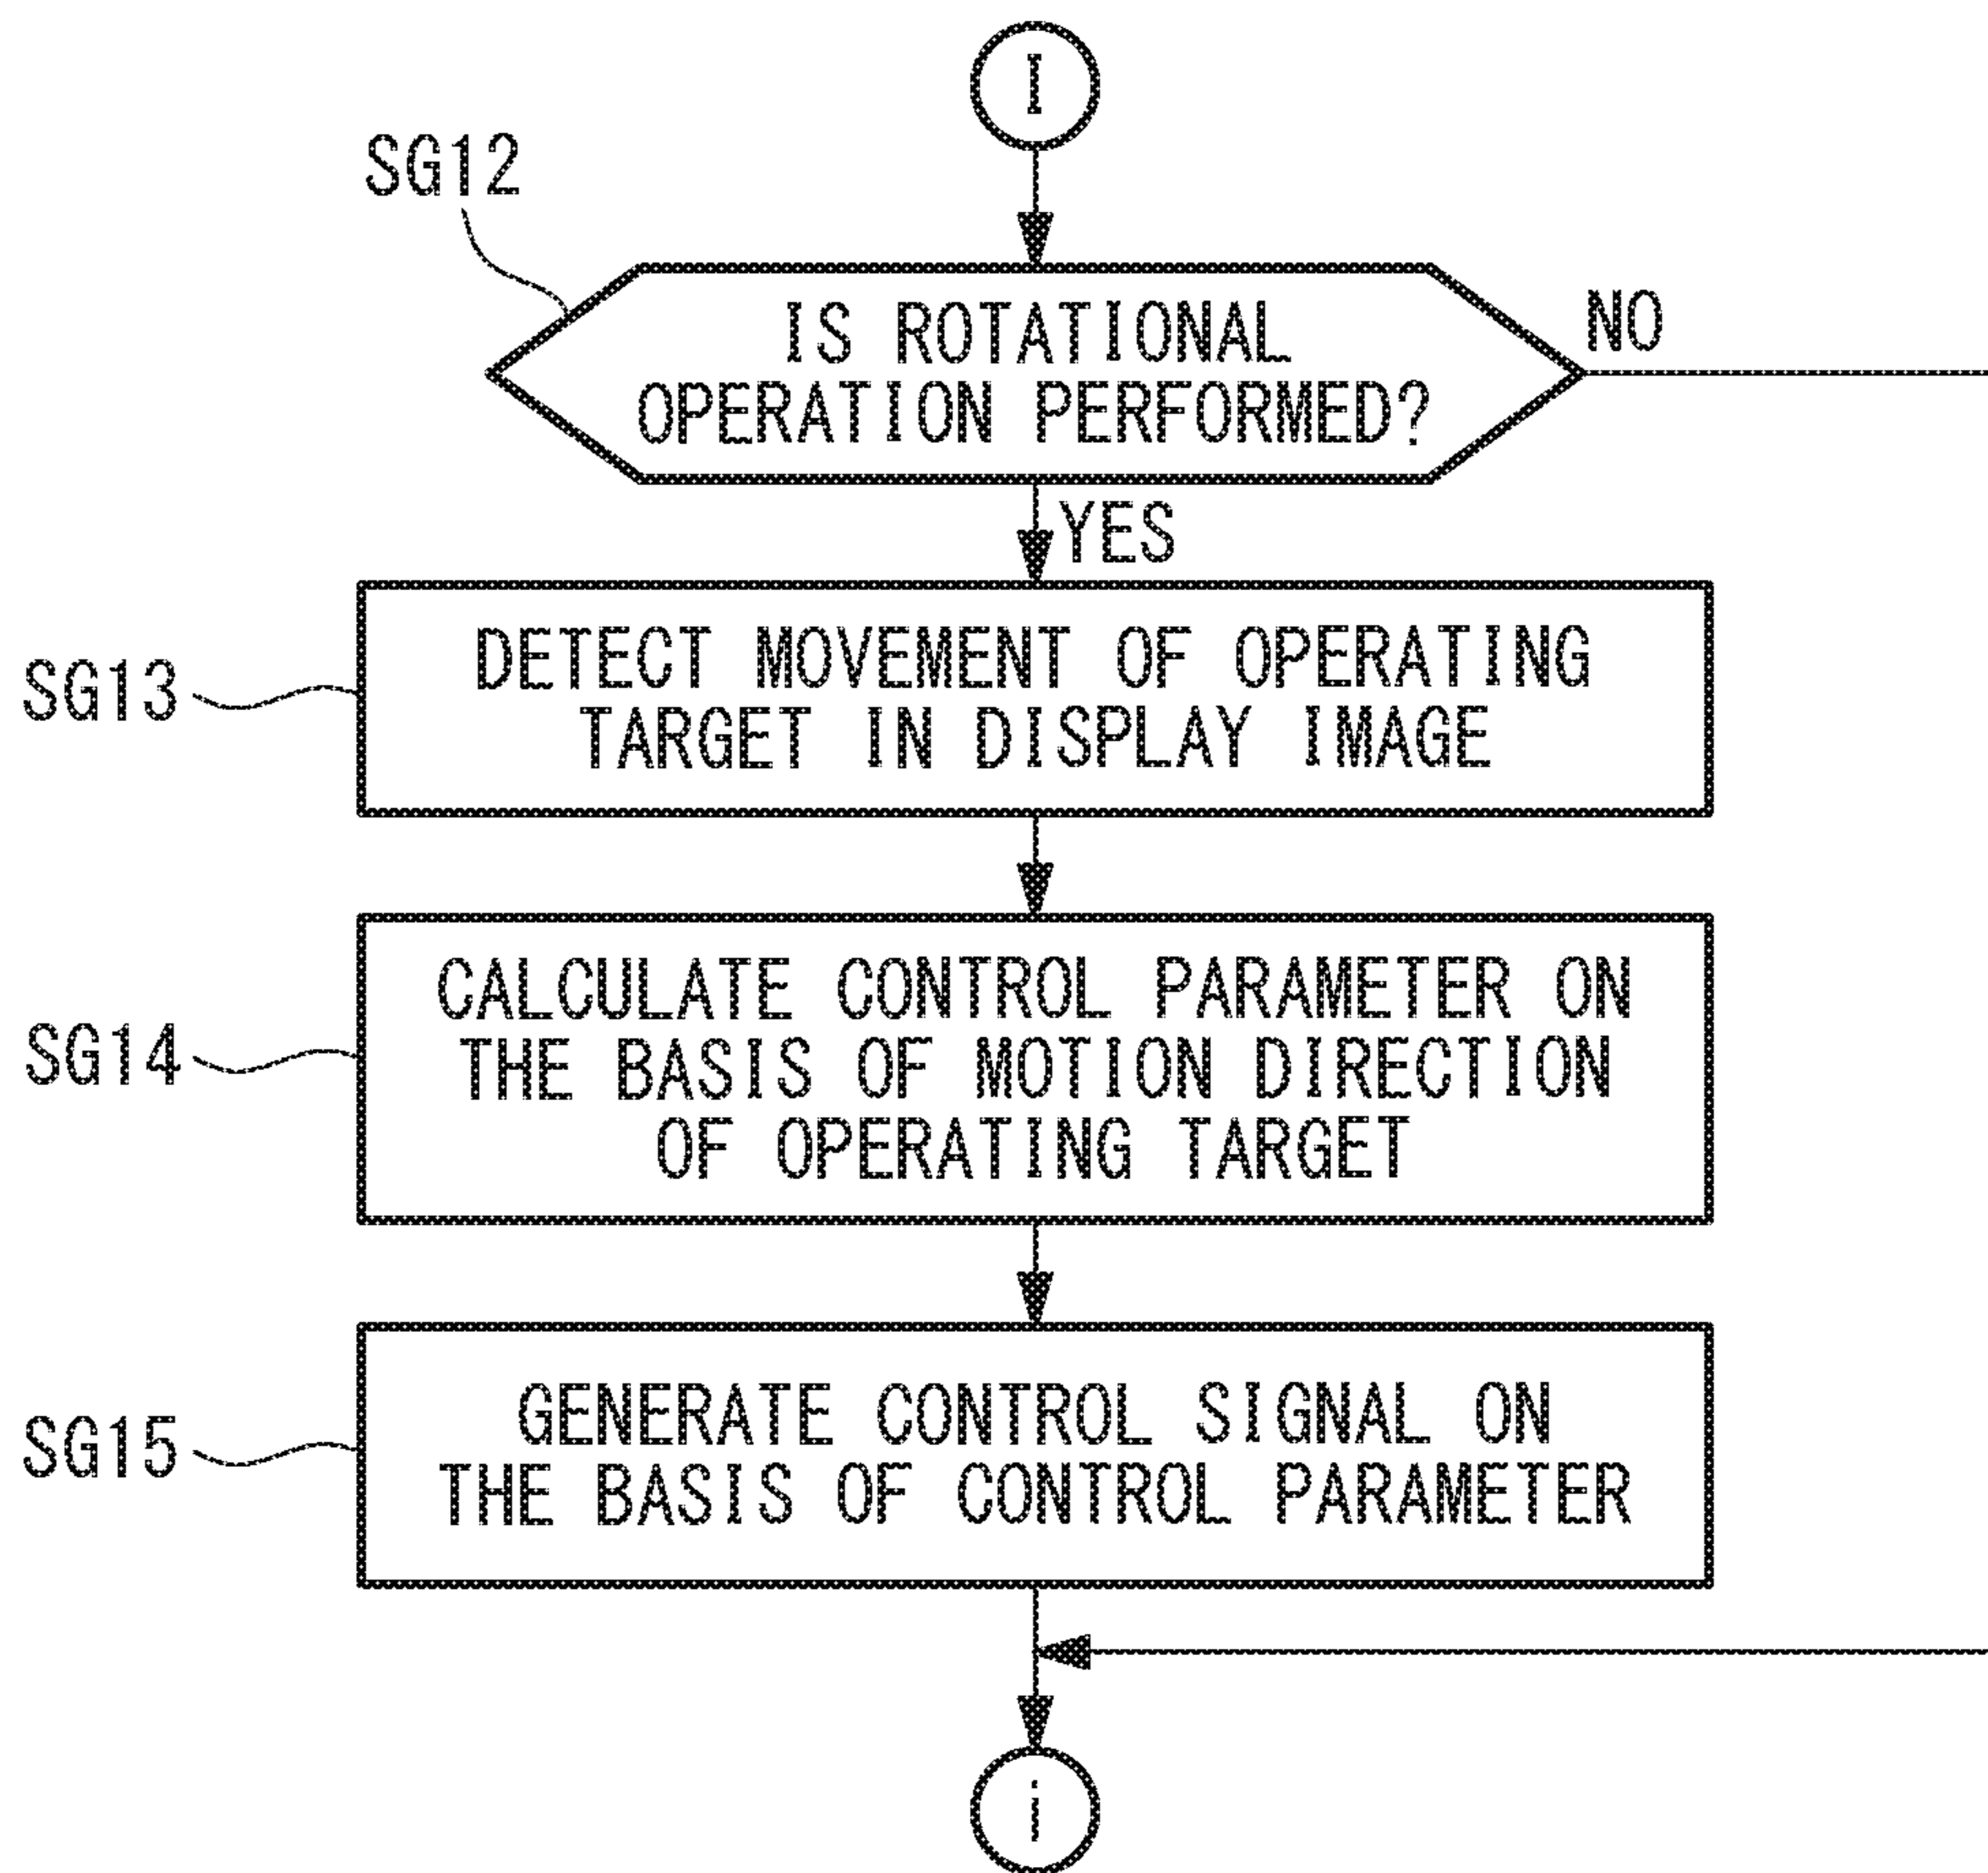 I
SG12
IS ROTATIONAL
OPERATION PERFORMED?
NO
YES
SG13
DETECT MOVEMENT OF OPERATING
TARGET IN DISPLAY IMAGE
SG14
CALCULATE CONTROL PARAMETER ON
THE BASIS OF MOTION DIRECTION
OF OPERATING TARGET
SG15
GENERATE CONTROL SIGNAL ON
THE BASIS OF CONTROL PARAMETER
i